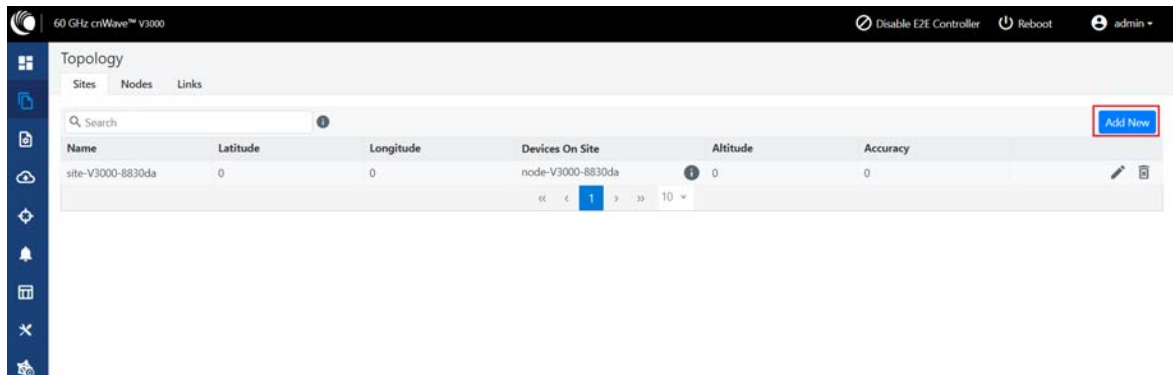 60 GHz cnWave™ V3000 Disable E2E Controller Reboot admin
Topology
Sites Nodes Links
Search Add New
Name Latitude Longitude Devices On Site Altitude Accuracy
site-V3000-8830da 0 0 node-V3000-8830da 0 0
« ‹ 1 › » 10